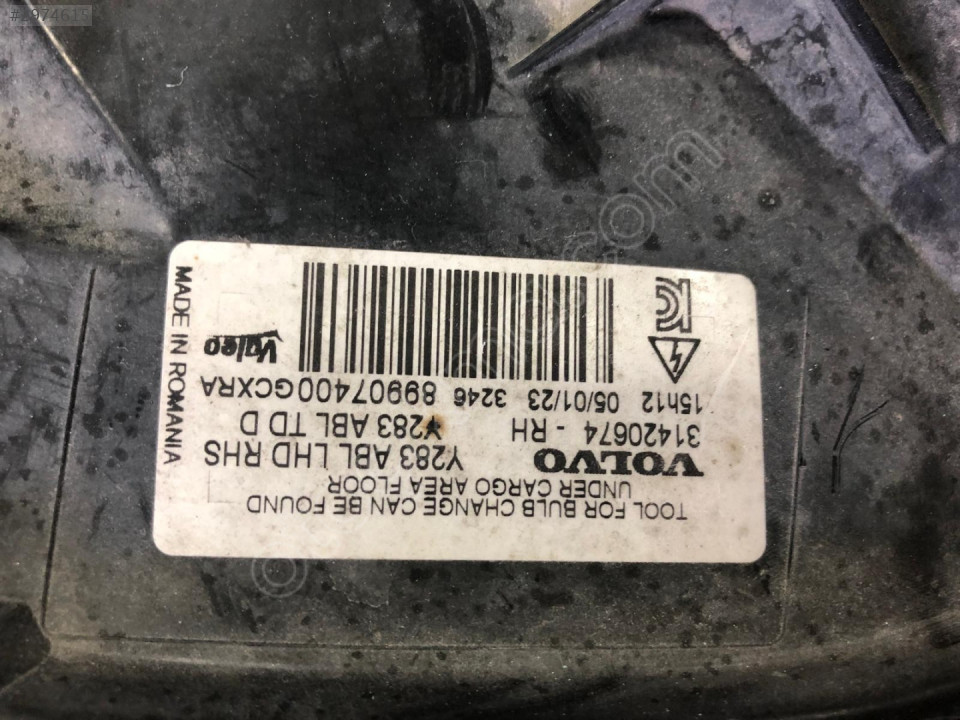 TOOL FOR BULB CHANGE CAN BE FOUND
UNDER CARGO AREA FLOOR
VOLVO Y283 ABL LHD RHS
31420674 - RH Y283 ABL TD D
15h12 05/01/23 3246 89907400GCXRA
Valeo
MADE IN ROMANIA